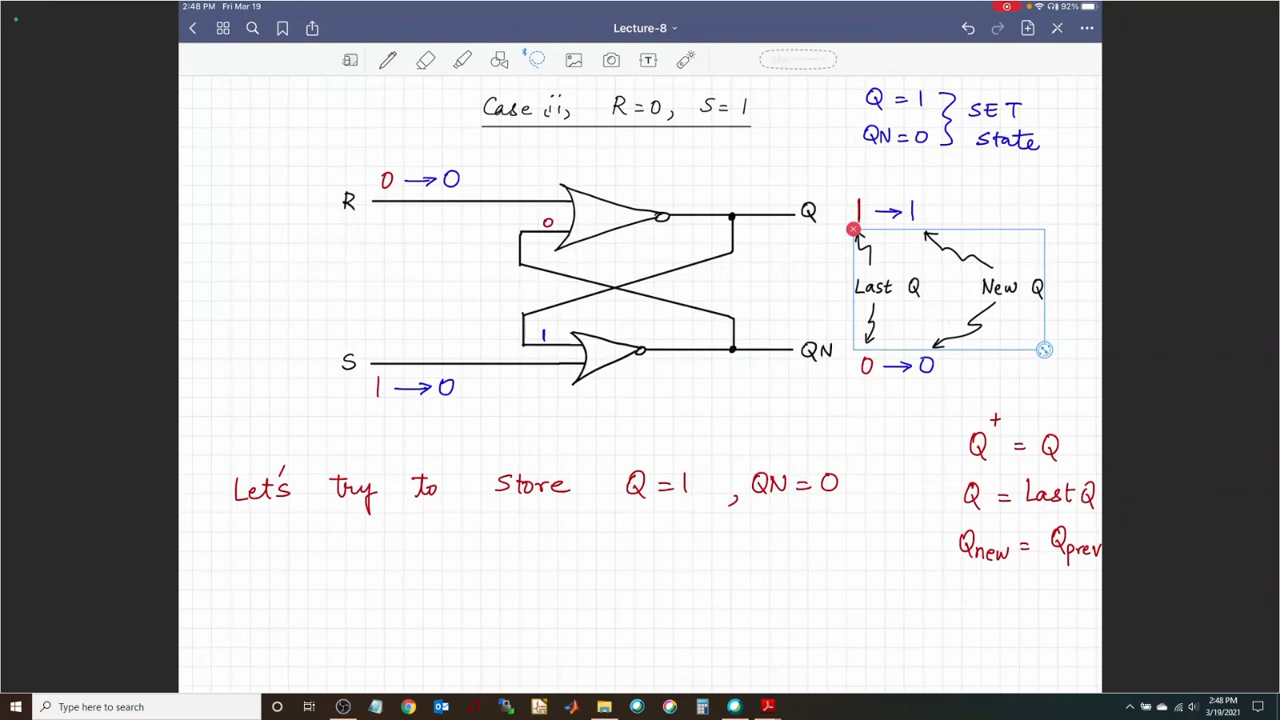 2:48 PM Fri Mar 19
92%
Lecture-8
Case ii, R=0, S=1
Q = 1
QN=0
SET
state
0 → 0
R
0
Q
1 → 1
Last Q
New Q
1
S
QN
1 → 0
0 → 0
Q⁺ = Q
Let's try to store Q=1, QN=0
Q = Last Q
Qnew = Qprev
Type here to search
2:48 PM
3/19/2021